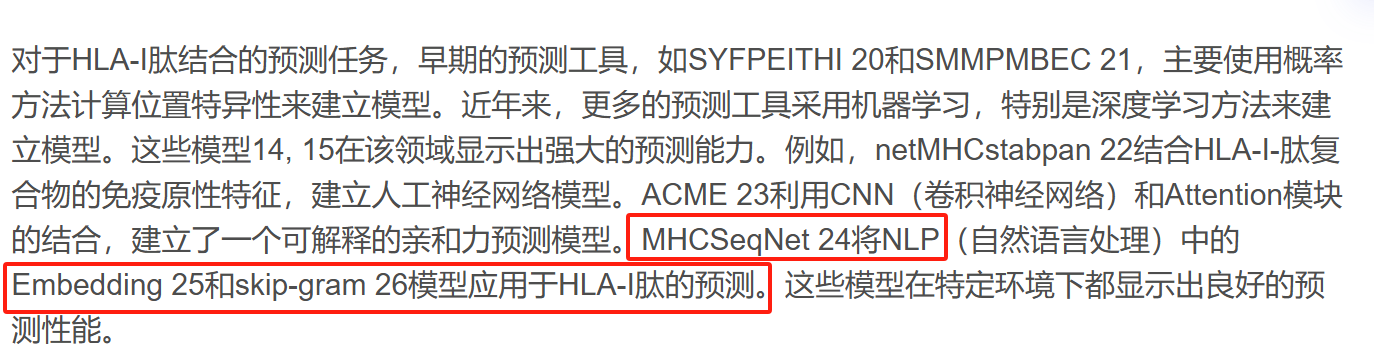 对于HLA-I肽结合的预测任务，早期的预测工具，如SYFPEITHI 20和SMMPMBEC 21，主要使用概率
方法计算位置特异性来建立模型。近年来，更多的预测工具采用机器学习，特别是深度学习方法来建
立模型。这些模型14, 15在该领域显示出强大的预测能力。例如，netMHCstabpan 22结合HLA-I-肽复
合物的免疫原性特征，建立人工神经网络模型。ACME 23利用CNN（卷积神经网络）和Attention模块
的结合，建立了一个可解释的亲和力预测模型。MHCSeqNet 24将NLP（自然语言处理）中的
Embedding 25和skip-gram 26模型应用于HLA-I肽的预测。这些模型在特定环境下都显示出良好的预
测性能。